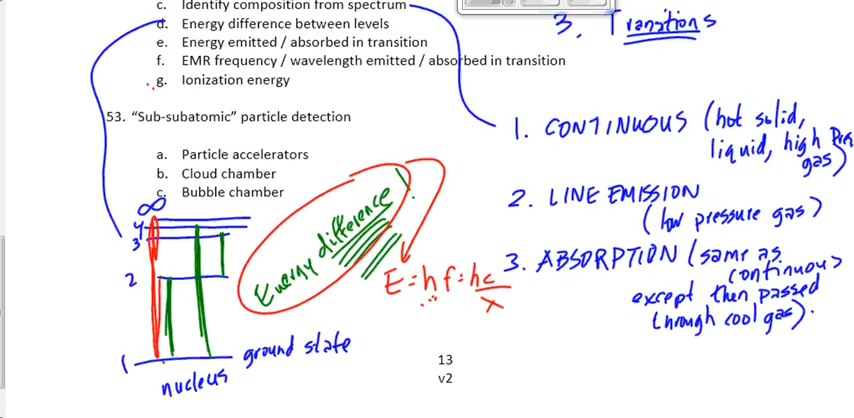 c. Identify composition from spectrum
d. Energy difference between levels
e. Energy emitted / absorbed in transition
f. EMR frequency / wavelength emitted / absorbed in transition
g. Ionization energy
53. "Sub-subatomic" particle detection
a. Particle accelerators
b. Cloud chamber
c. Bubble chamber
3. Transitions
1. CONTINUOUS (hot solid,
liquid, high pre
gas)
2. LINE EMISSION
(low pressure gas)
3. ABSORPTION (same as
continuous
except then passed
through cool gas).
Energy difference!
E=hf=hc/λ
∞
4
3
2
1
ground state
nucleus
13
v2